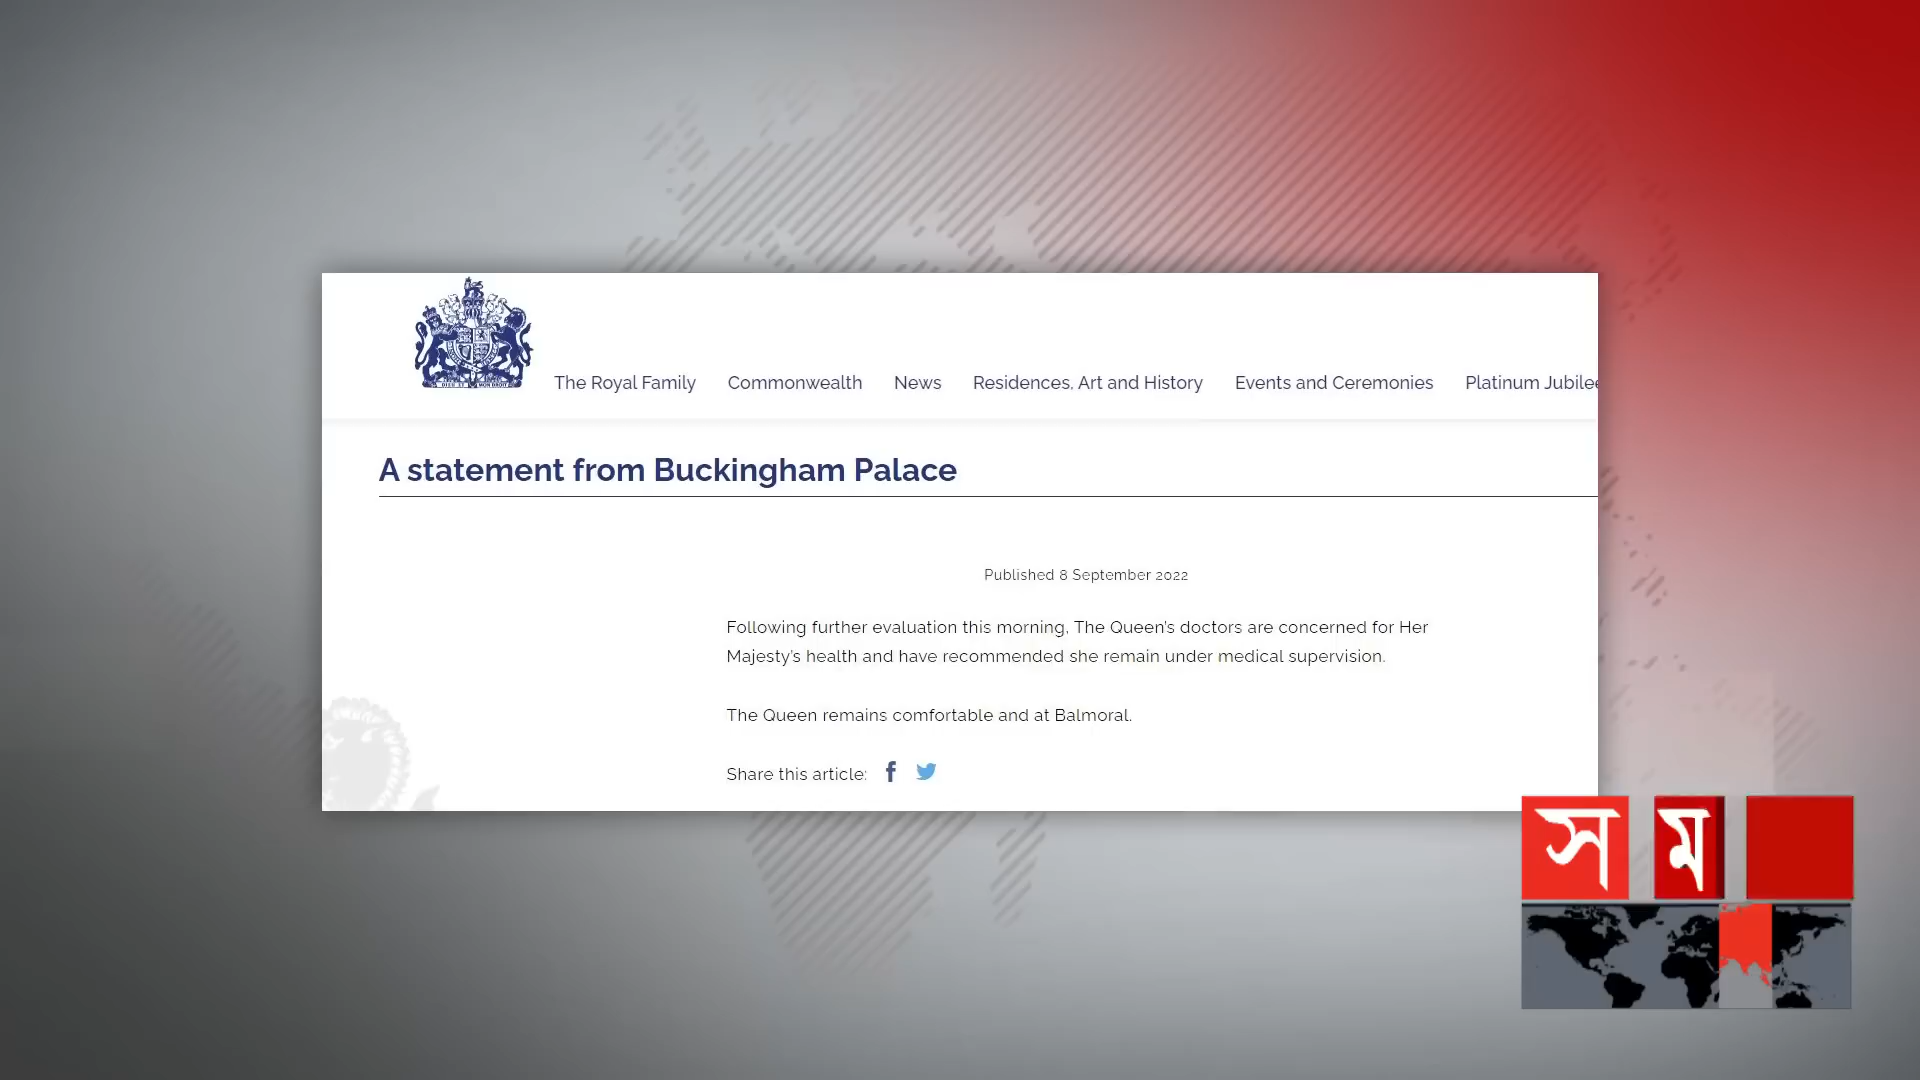 The Royal Family Commonwealth News Residences, Art and History Events and Ceremonies Platinum Jubilee
A statement from Buckingham Palace
Published 8 September 2022
Following further evaluation this morning, The Queen's doctors are concerned for Her
Majesty's health and have recommended she remain under medical supervision.
The Queen remains comfortable and at Balmoral.
Share this article:
স ম